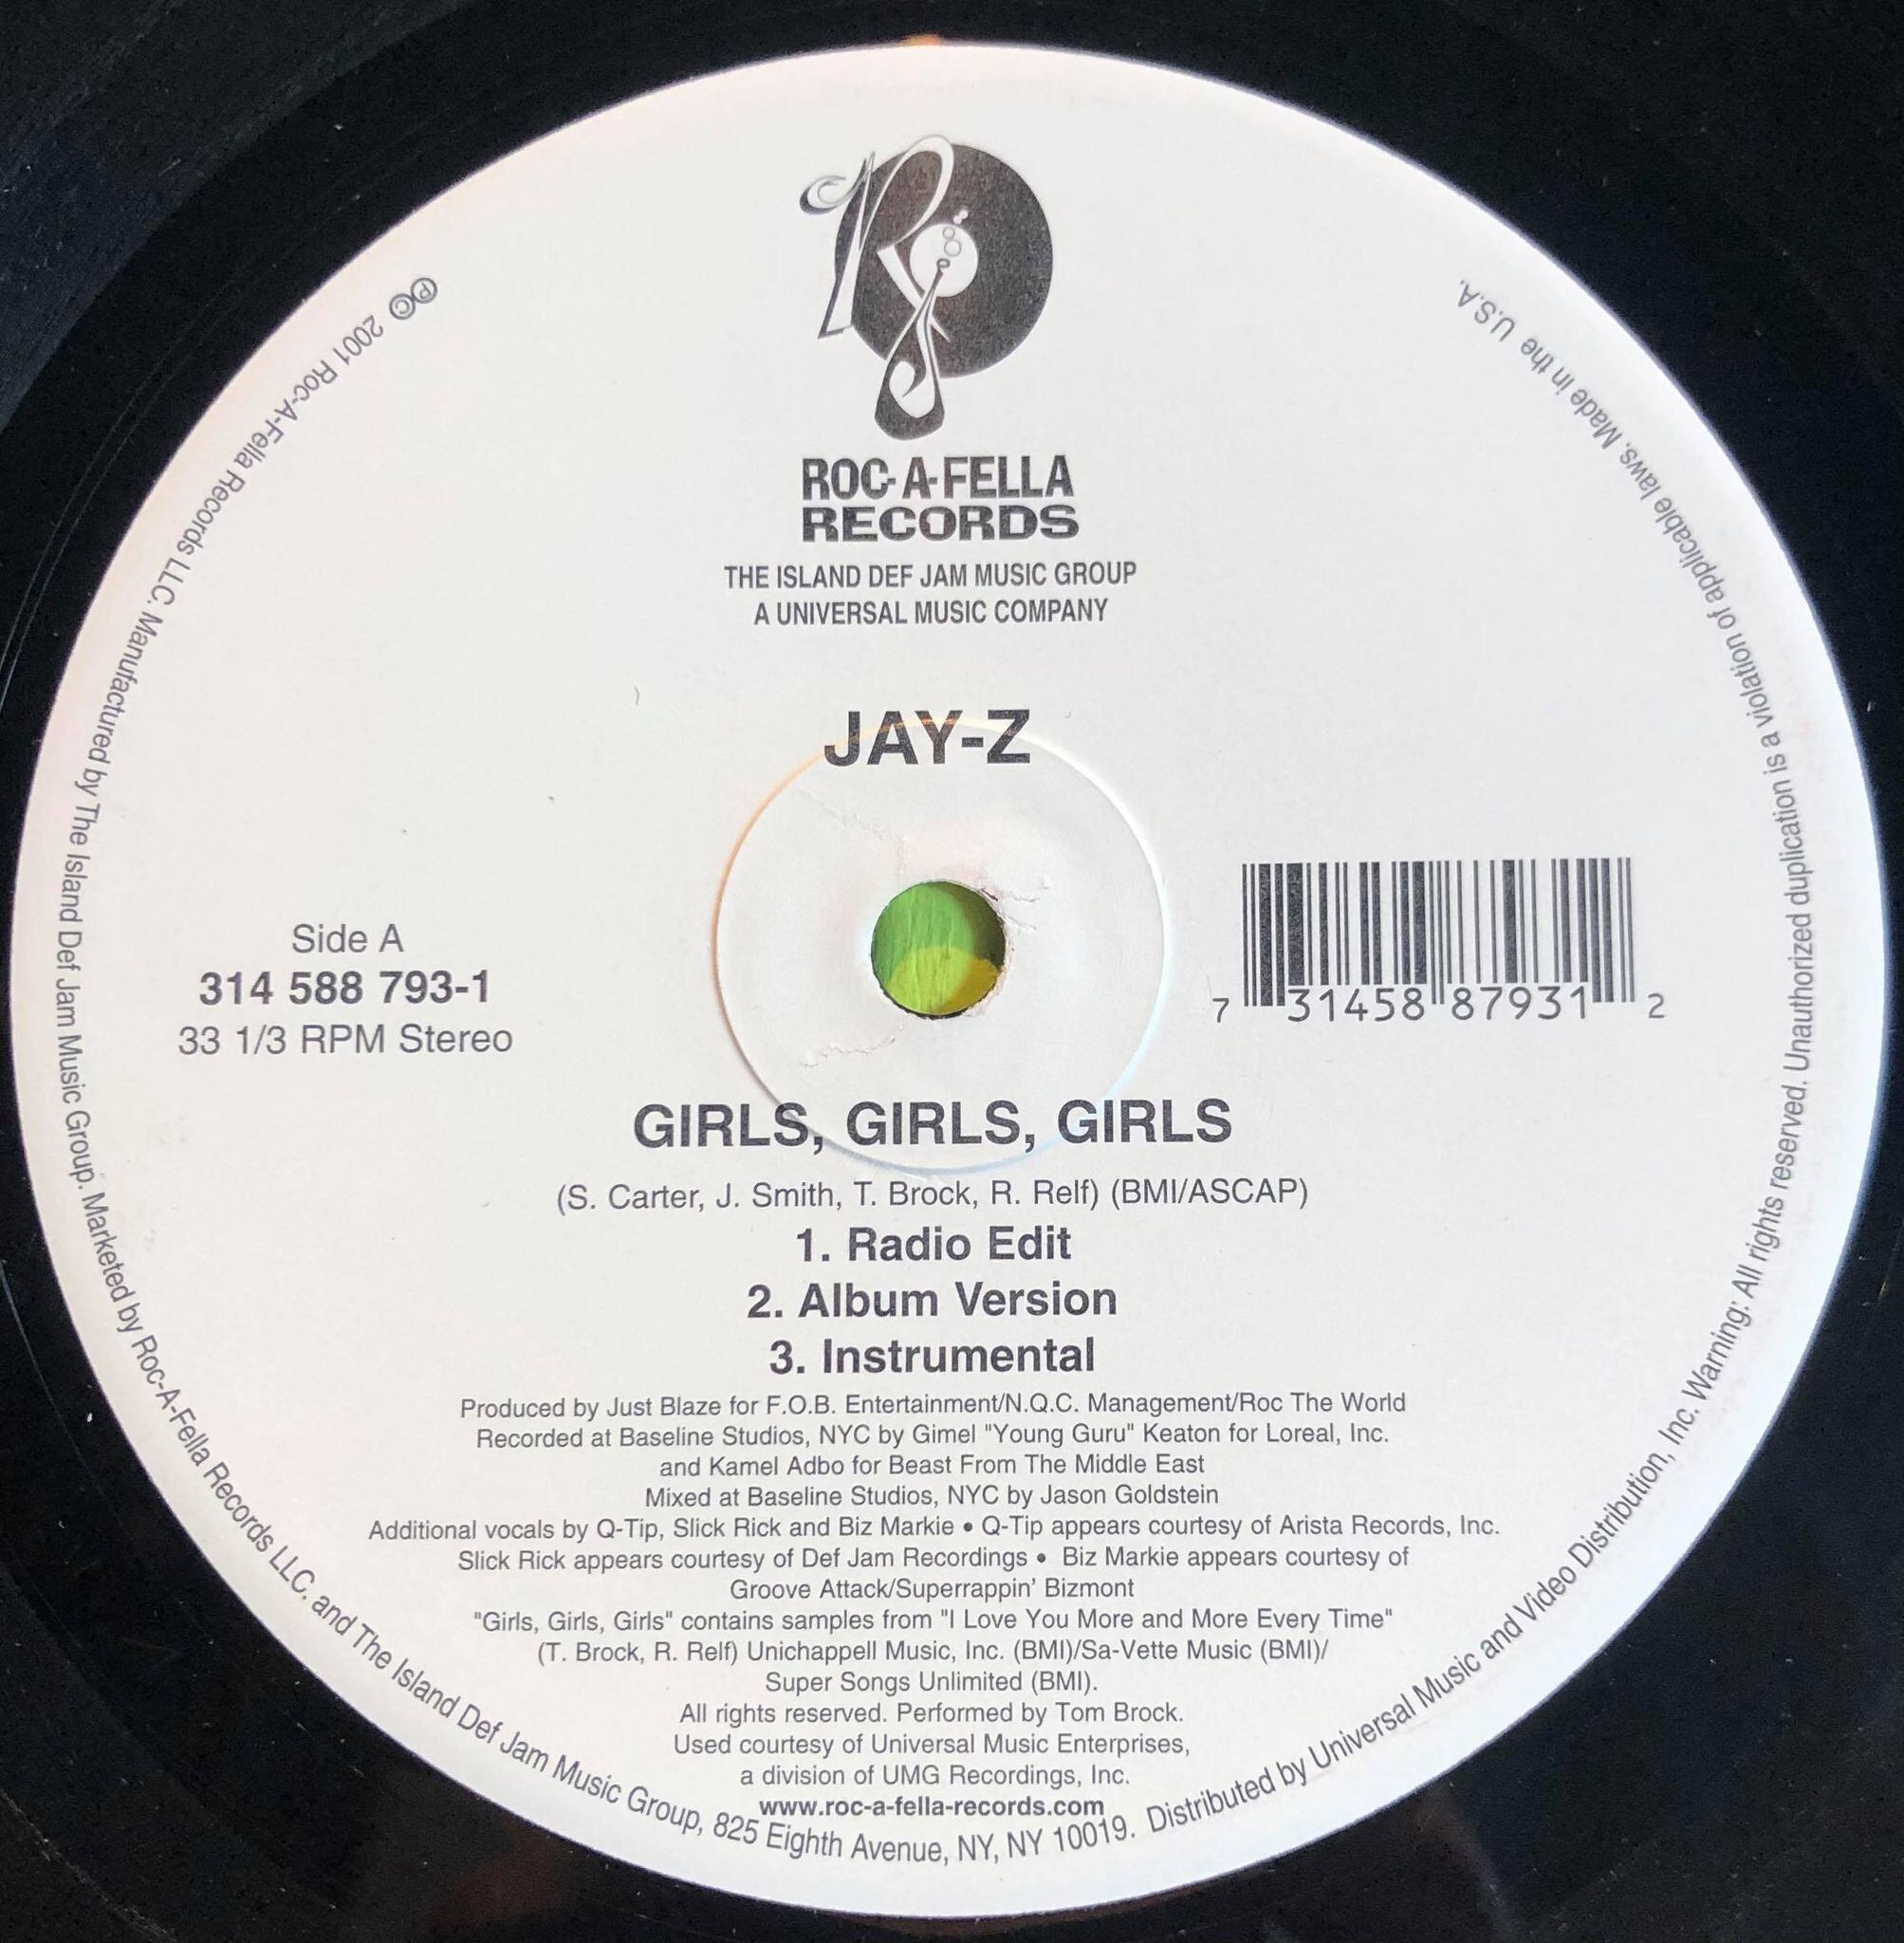 ROC-A-FELLA
RECORDS
THE ISLAND DEF JAM MUSIC GROUP
A UNIVERSAL MUSIC COMPANY
JAY-Z
Side A
314 588 793-1
33 1/3 RPM Stereo
7 31458 87931 2
GIRLS, GIRLS, GIRLS
(S. Carter, J. Smith, T. Brock, R. Relf) (BMI/ASCAP)
1. Radio Edit
2. Album Version
3. Instrumental
Produced by Just Blaze for F.O.B. Entertainment/N.Q.C. Management/Roc The World
Recorded at Baseline Studios, NYC by Gimel "Young Guru" Keaton for Loreal, Inc.
and Kamel Adbo for Beast From The Middle East
Mixed at Baseline Studios, NYC by Jason Goldstein
Additional vocals by Q-Tip, Slick Rick and Biz Markie • Q-Tip appears courtesy of Arista Records, Inc.
Slick Rick appears courtesy of Def Jam Recordings • Biz Markie appears courtesy of
Groove Attack/Superrappin' Bizmont
"Girls, Girls, Girls" contains samples from "I Love You More and More Every Time"
(T. Brock, R. Relf) Unichappell Music, Inc. (BMI)/Sa-Vette Music (BMI)/
Super Songs Unlimited (BMI).
All rights reserved. Performed by Tom Brock.
Used courtesy of Universal Music Enterprises,
a division of UMG Recordings, Inc.
www.roc-a-fella-records.com
℗© 2001 Roc-A-Fella Records LLC. Manufactured by The Island Def Jam Music Group. Marketed by Roc-A-Fella Records LLC. and The Island Def Jam Music Group, 825 Eighth Avenue, NY, NY 10019. Distributed by Universal Music and Video Distribution, Inc. Warning: All rights reserved. Unauthorized duplication is a violation of applicable laws. Made in the U.S.A.